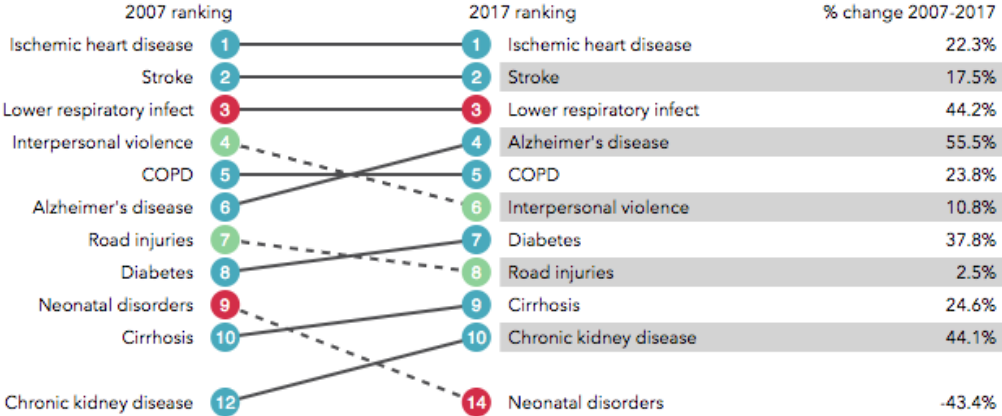 2007 ranking 2017 ranking % change 2007-2017
Ischemic heart disease 1 1 Ischemic heart disease 22.3%
Stroke 2 2 Stroke 17.5%
Lower respiratory infect 3 3 Lower respiratory infect 44.2%
Interpersonal violence 4 4 Alzheimer's disease 55.5%
COPD 5 5 COPD 23.8%
Alzheimer's disease 6 6 Interpersonal violence 10.8%
Road injuries 7 7 Diabetes 37.8%
Diabetes 8 8 Road injuries 2.5%
Neonatal disorders 9 9 Cirrhosis 24.6%
Cirrhosis 10 10 Chronic kidney disease 44.1%
Chronic kidney disease 12 14 Neonatal disorders -43.4%